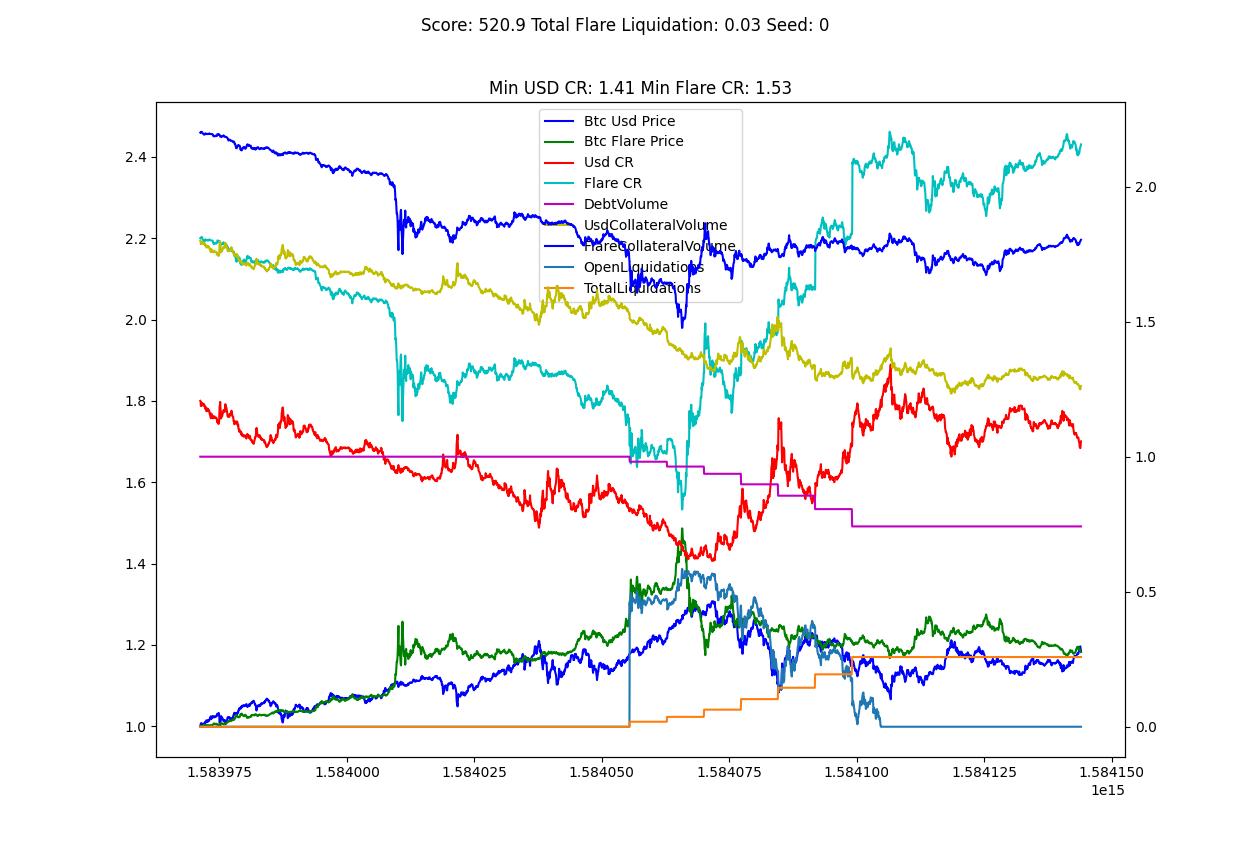 Score: 520.9 Total Flare Liquidation: 0.03 Seed: 0
Min USD CR: 1.41 Min Flare CR: 1.53
Btc Usd Price
Btc Flare Price
Usd CR
Flare CR
DebtVolume
UsdCollateralVolume
FlareCollateralVolume
OpenLiquidations
TotalLiquidations
2.4
2.2
2.0
1.8
1.6
1.4
1.2
1.0
2.0
1.5
1.0
0.5
0.0
1.583975 1.584000 1.584025 1.584050 1.584075 1.584100 1.584125 1.584150
1e15